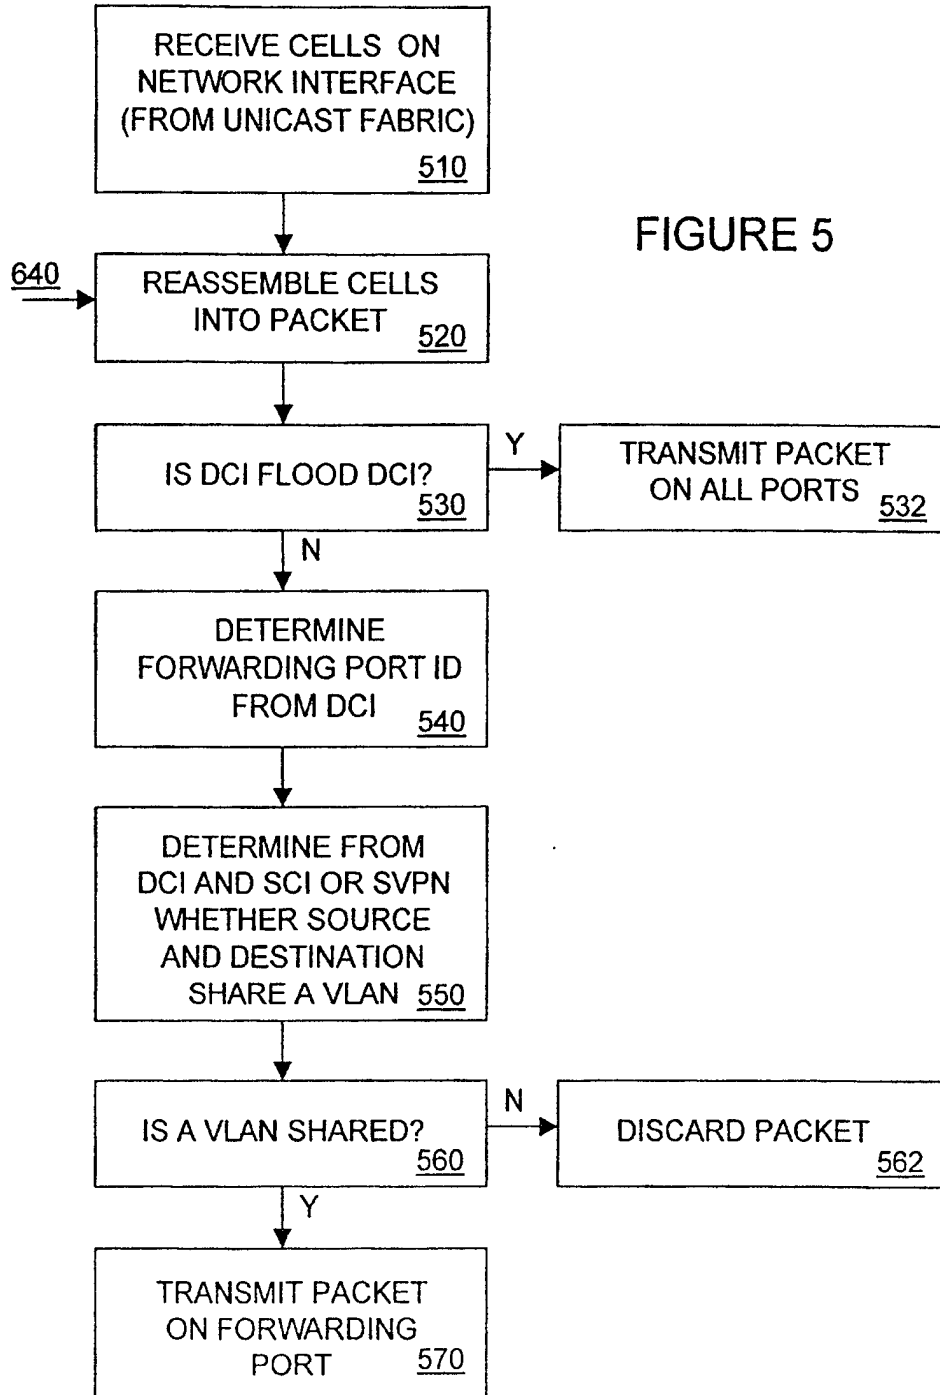 RECEIVE CELLS ON
NETWORK INTERFACE
(FROM UNICAST FABRIC)
510
FIGURE 5
640
REASSEMBLE CELLS
INTO PACKET
520
IS DCI FLOOD DCI?
530
Y
TRANSMIT PACKET
ON ALL PORTS
532
N
DETERMINE
FORWARDING PORT ID
FROM DCI
540
DETERMINE FROM
DCI AND SCI OR SVPN
WHETHER SOURCE
AND DESTINATION
SHARE A VLAN
550
IS A VLAN SHARED?
560
N
DISCARD PACKET
562
Y
TRANSMIT PACKET
ON FORWARDING
PORT
570